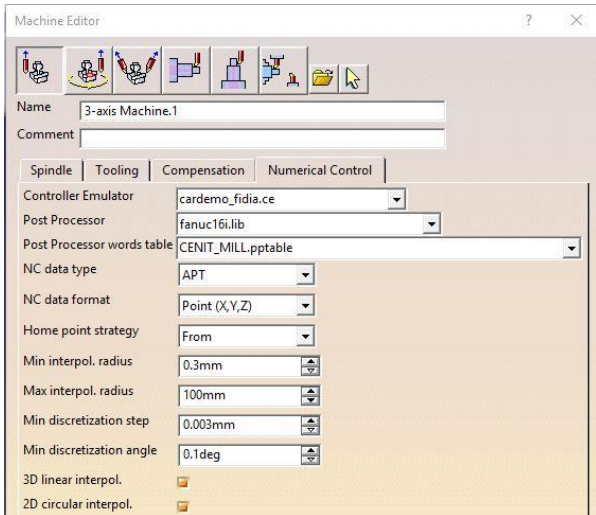 Machine Editor ? ×
Name 3-axis Machine.1
Comment
Spindle Tooling Compensation Numerical Control
Controller Emulator cardemo_fidia.ce
Post Processor fanuc16i.lib
Post Processor words table CENIT_MILL.pptable
NC data type APT
NC data format Point (X,Y,Z)
Home point strategy From
Min interpol. radius 0.3mm
Max interpol. radius 100mm
Min discretization step 0.003mm
Min discretization angle 0.1deg
3D linear interpol.
2D circular interpol.